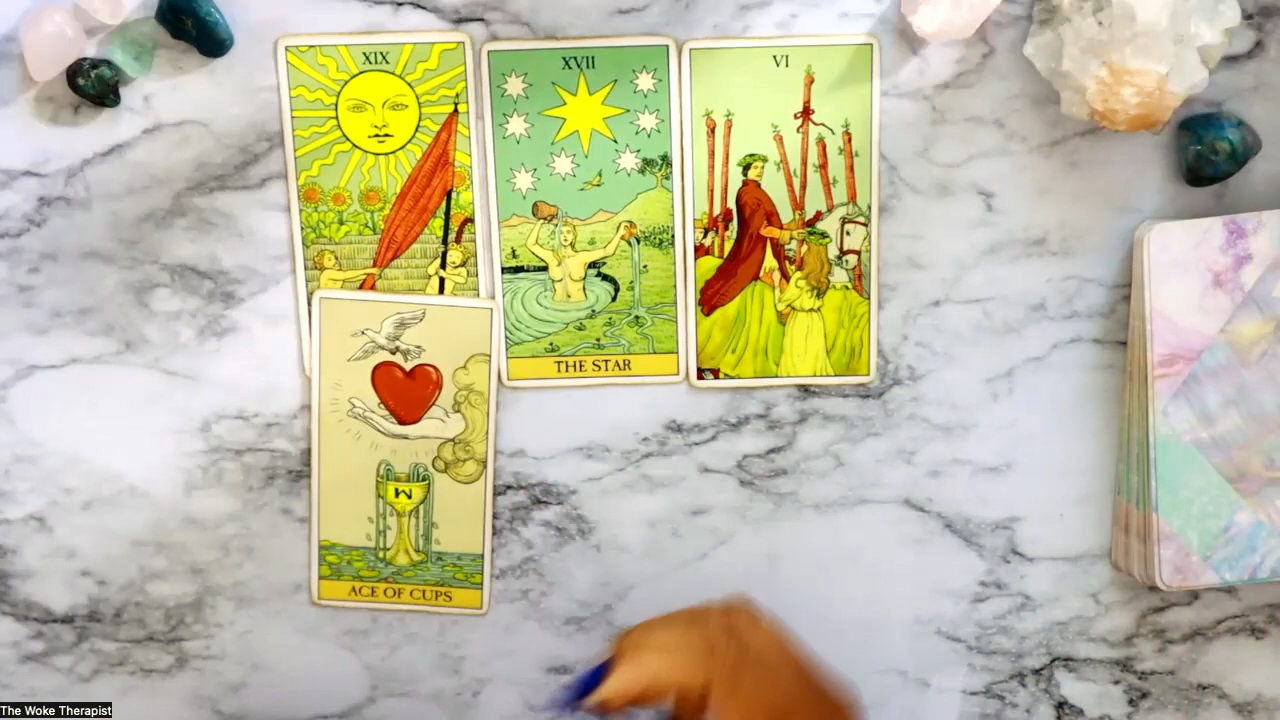 XIX
XVII
VI
THE STAR
M
ACE OF CUPS
The Woke Therapist